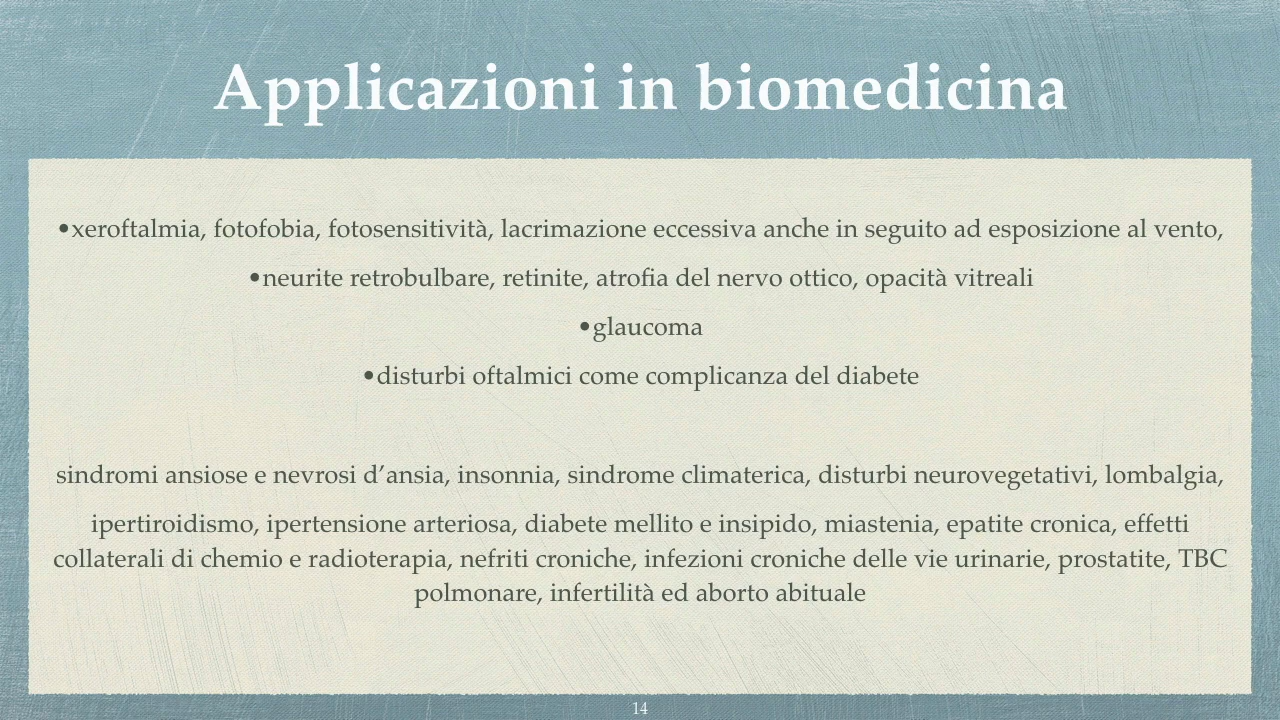 Applicazioni in biomedicina
•xeroftalmia, fotofobia, fotosensitività, lacrimazione eccessiva anche in seguito ad esposizione al vento,
•neurite retrobulbare, retinite, atrofia del nervo ottico, opacità vitreali
•glaucoma
•disturbi oftalmici come complicanza del diabete
sindromi ansiose e nevrosi d’ansia, insonnia, sindrome climaterica, disturbi neurovegetativi, lombalgia,
ipertiroidismo, ipertensione arteriosa, diabete mellito e insipido, miastenia, epatite cronica, effetti
collaterali di chemio e radioterapia, nefriti croniche, infezioni croniche delle vie urinarie, prostatite, TBC
polmonare, infertilità ed aborto abituale
14